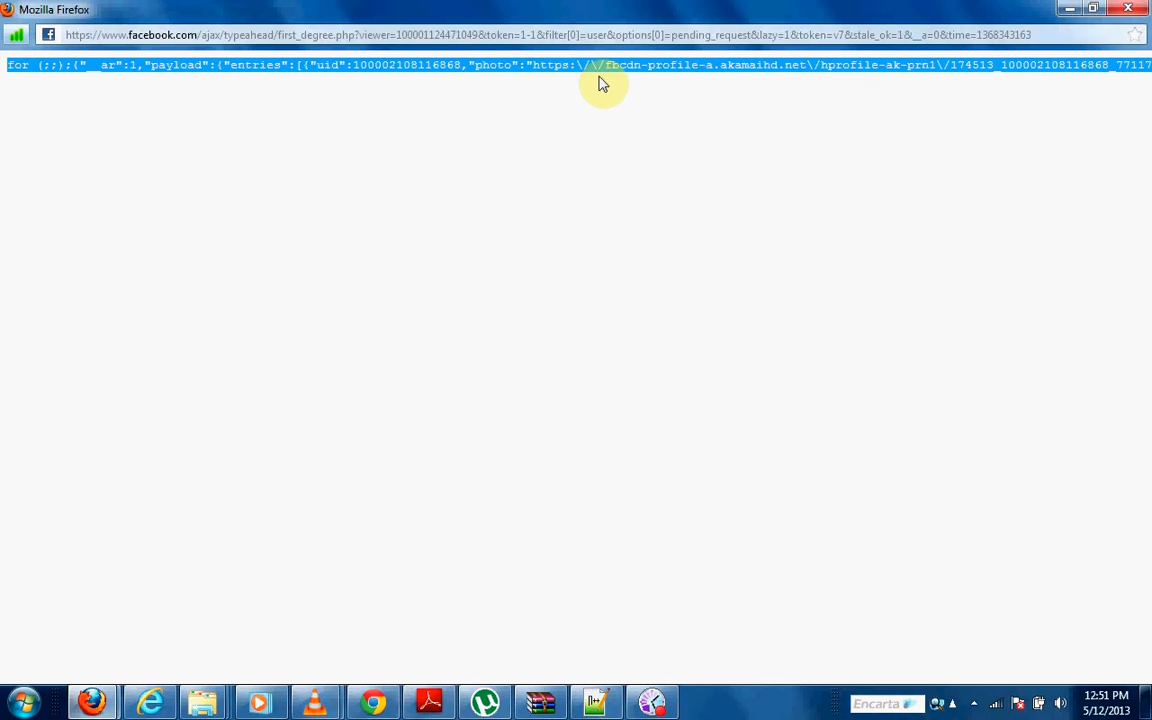 Mozilla Firefox
https://www.facebook.com/ajax/typeahead/first_degree.php?viewer=100001124471049&token=1-1&filter[0]=user&options[0]=pending_request&lazy=1&token=v7&stale_ok=1&__a=0&time=1368343163
for (;;);{"__ar":1,"payload":{"entries":[{"uid":100002108116868,"photo":"https:\/\/fbcdn-profile-a.akamaihd.net\/hprofile-ak-prn1\/174513_100002108116868_77117
Encarta
12:51 PM
5/12/2013